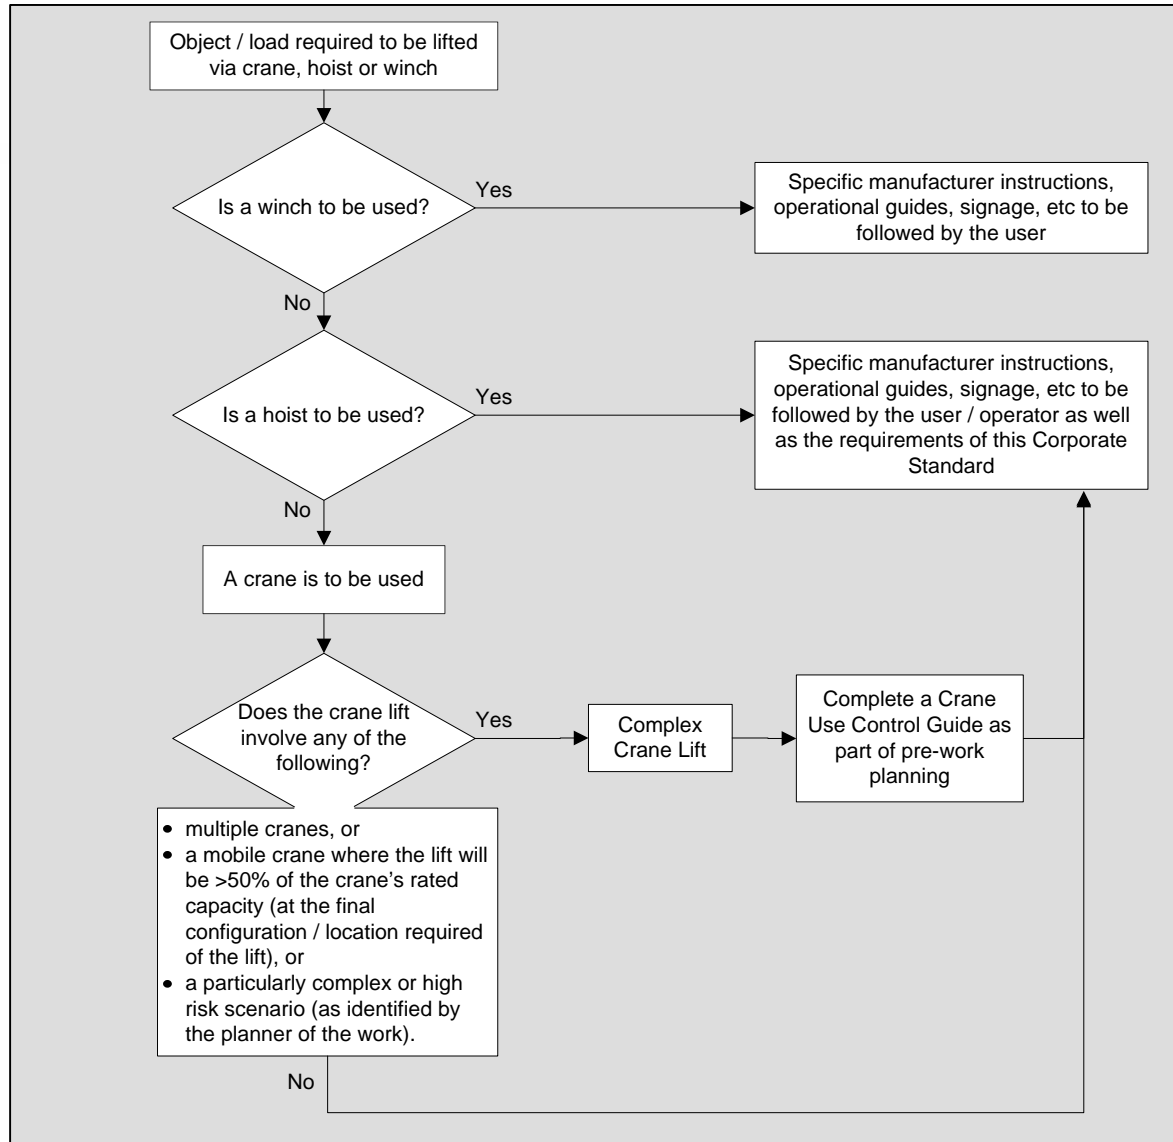 Object / load required to be lifted
via crane, hoist or winch
Is a winch to be used?
Yes
Specific manufacturer instructions,
operational guides, signage, etc to be
followed by the user
No
Is a hoist to be used?
Yes
Specific manufacturer instructions,
operational guides, signage, etc to be
followed by the user / operator as well
as the requirements of this Corporate
Standard
No
A crane is to be used
Does the crane lift
involve any of the
following?
Yes
Complex
Crane Lift
Complete a Crane
Use Control Guide as
part of pre-work
planning
• multiple cranes, or
• a mobile crane where the lift will
be >50% of the crane's rated
capacity (at the final
configuration / location required
of the lift), or
• a particularly complex or high
risk scenario (as identified by
the planner of the work).
No